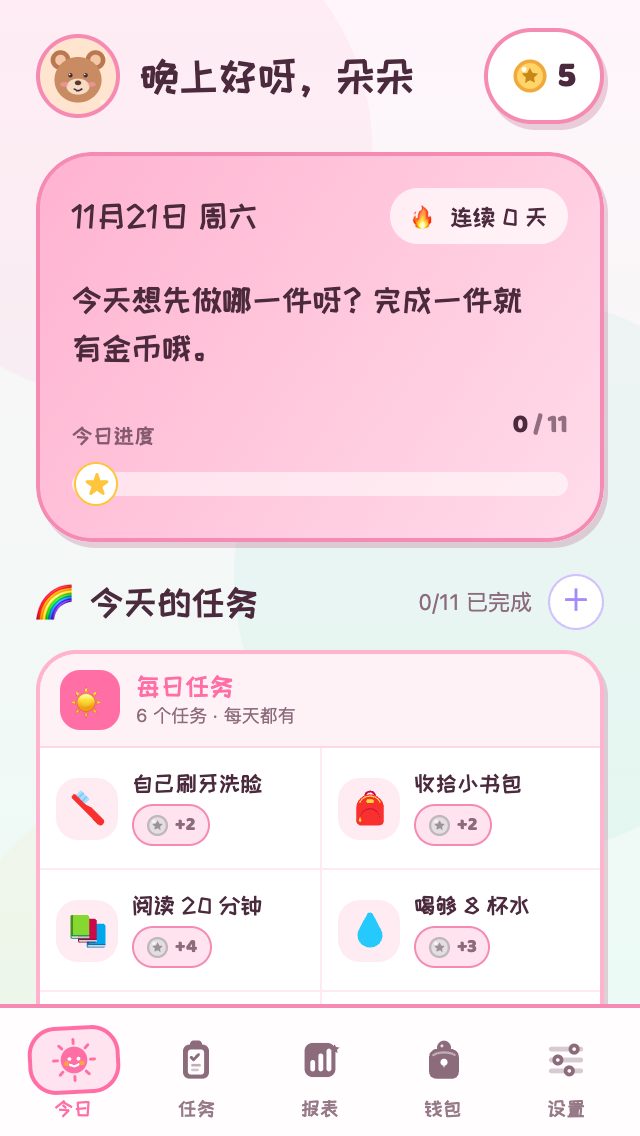 晚上好呀，朵朵
5
11月21日 周六
连续 0 天
今天想先做哪一件呀？完成一件就
有金币哦。
今日进度
0 / 11
今天的任务
0/11 已完成
每日任务
6 个任务 · 每天都有
自己刷牙洗脸
+2
收拾小书包
+2
阅读 20 分钟
+4
喝够 8 杯水
+3
今日
任务
报表
钱包
设置